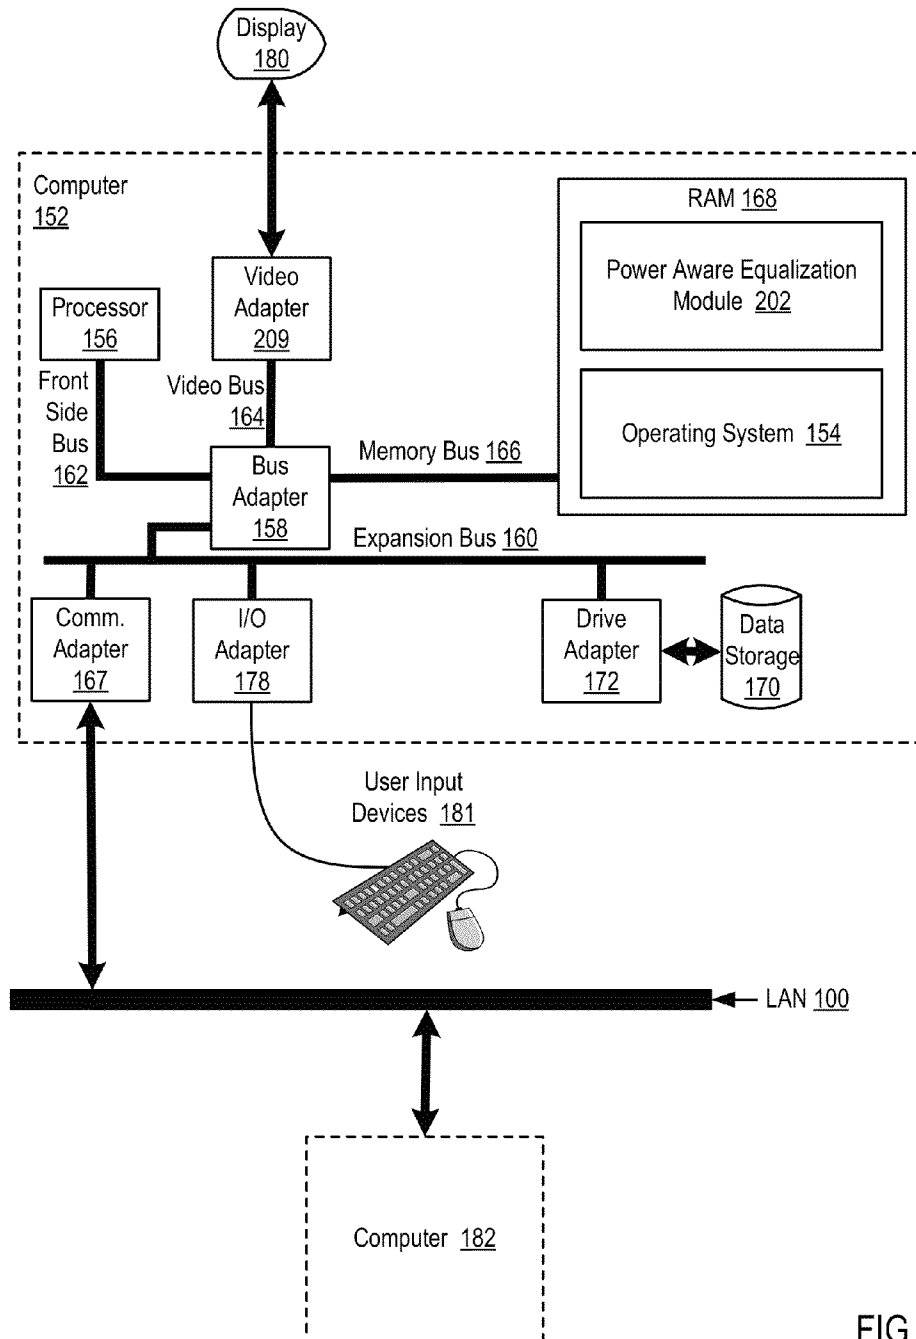 Display
180
Computer
152
RAM 168
Power Aware Equalization
Module 202
Operating System 154
Video
Adapter
209
Processor
156
Front
Side
Bus
162
Video Bus
164
Bus
Adapter
158
Memory Bus 166
Expansion Bus 160
Comm.
Adapter
167
I/O
Adapter
178
Drive
Adapter
172
Data
Storage
170
User Input
Devices 181
LAN 100
Computer 182
FIG